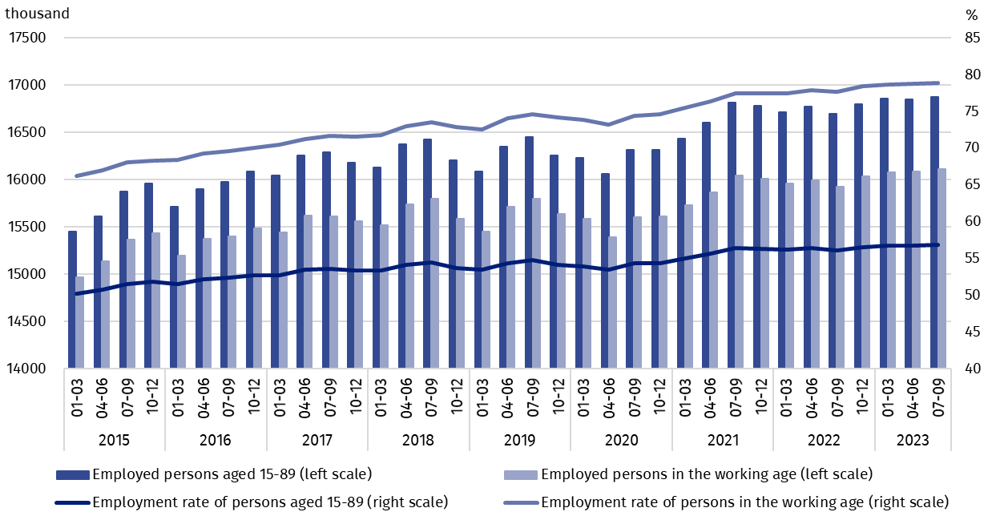 thousand
%
17500
85
17000
80
16500
75
16000
70
15500
65
15000
60
14500
55
14000
50
45
40
01-03 04-06 07-09 10-12 01-03 04-06 07-09 10-12 01-03 04-06 07-09 10-12 01-03 04-06 07-09 10-12 01-03 04-06 07-09 10-12 01-03 04-06 07-09 10-12 01-03 04-06 07-09 10-12 01-03 04-06 07-09 10-12 01-03 04-06 07-09
2015 2016 2017 2018 2019 2020 2021 2022 2023
Employed persons aged 15-89 (left scale)
Employed persons in the working age (left scale)
Employment rate of persons aged 15-89 (right scale)
Employment rate of persons in the working age (right scale)